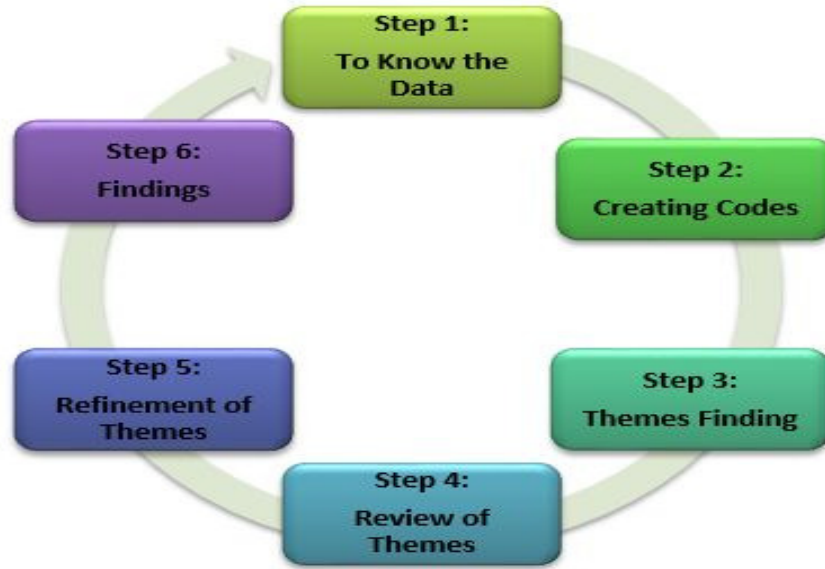 Step 1:
To Know the
Data
Step 2:
Creating Codes
Step 3:
Themes Finding
Step 4:
Review of
Themes
Step 5:
Refinement of
Themes
Step 6:
Findings